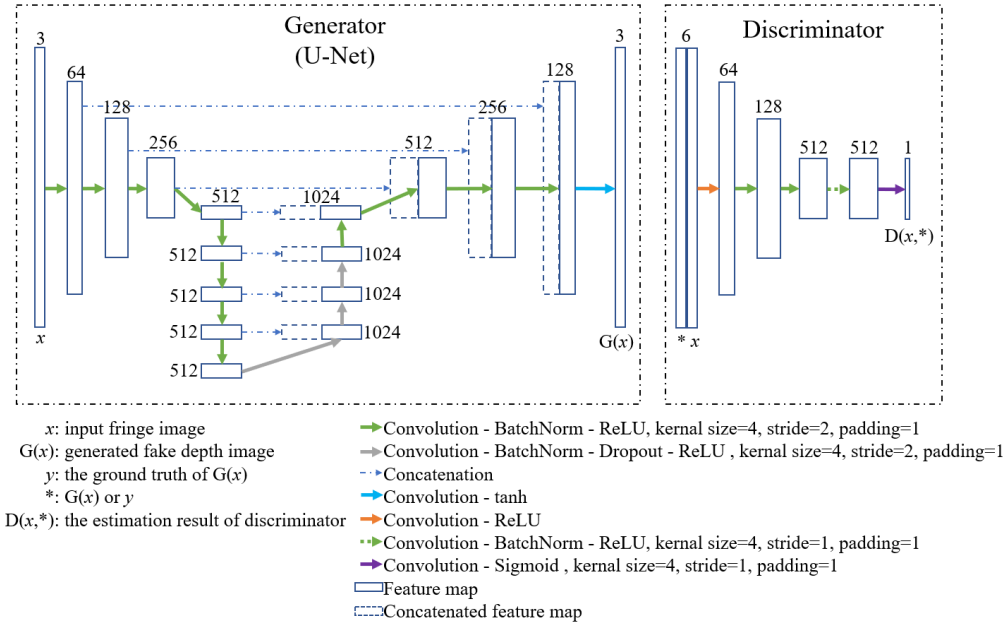 Generator
(U-Net)
3
64
128
256
512
512
512
512
512
1024
1024
1024
1024
512
256
128
3
x
G(x)
Discriminator
6
64
128
512
512
1
* x
D(x,*)
x: input fringe image
G(x): generated fake depth image
y: the ground truth of G(x)
*: G(x) or y
D(x,*): the estimation result of discriminator
Convolution - BatchNorm - ReLU, kernal size=4, stride=2, padding=1
Convolution - BatchNorm - Dropout - ReLU , kernal size=4, stride=2, padding=1
Concatenation
Convolution - tanh
Convolution - ReLU
Convolution - BatchNorm - ReLU, kernal size=4, stride=1, padding=1
Convolution - Sigmoid , kernal size=4, stride=1, padding=1
Feature map
Concatenated feature map